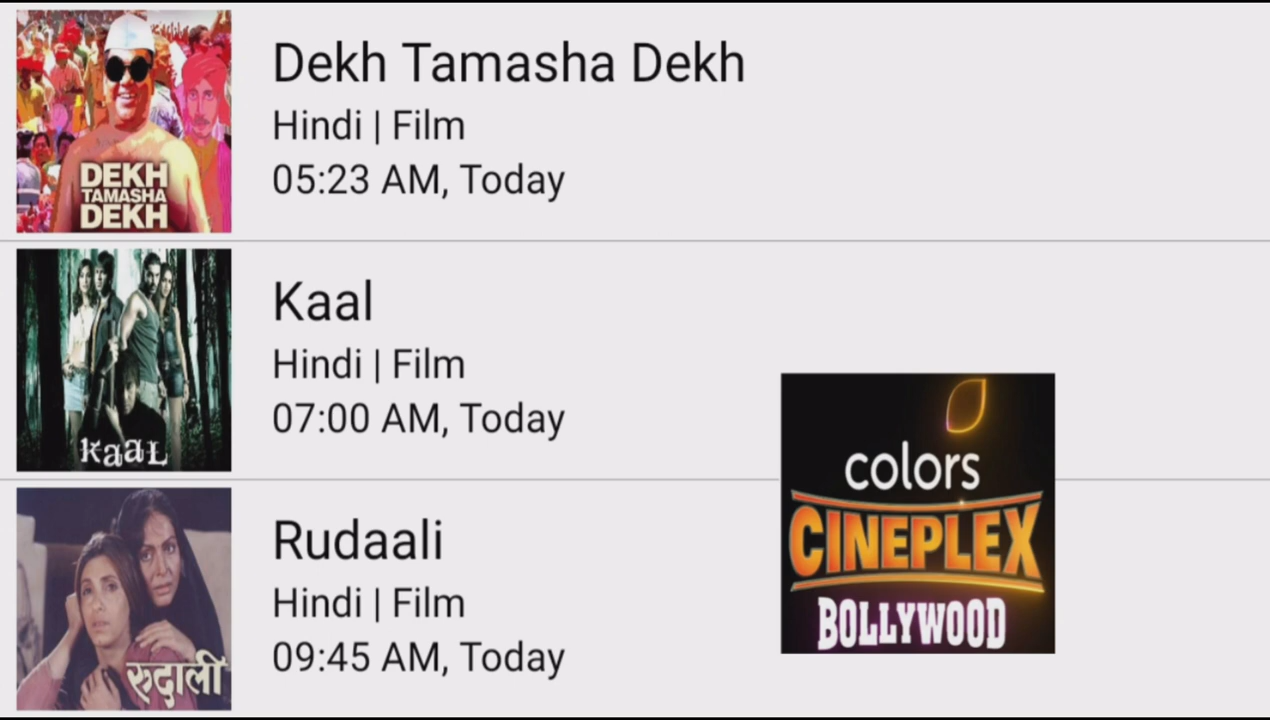 DEKH
TAMASHA
DEKH
Dekh Tamasha Dekh
Hindi | Film
05:23 AM, Today
kaaL
Kaal
Hindi | Film
07:00 AM, Today
रुदाली
Rudaali
Hindi | Film
09:45 AM, Today
colors
CINEPLEX
BOLLYWOOD